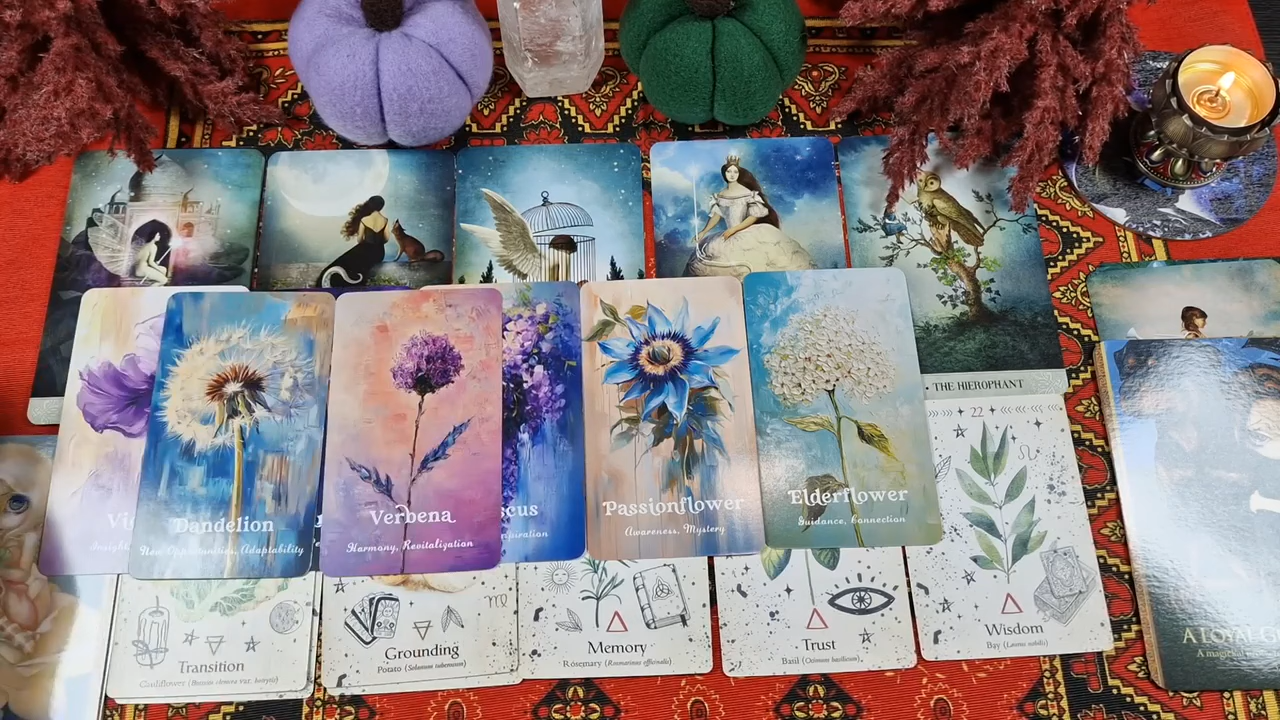 THE HIEROPHANT
22
Dandelion
New Opportunities, Adaptability
Verbena
Harmony, Revitalization
scus
Passionflower
Awareness, Mystery
Elderflower
Guidance, Connection
Transition
Cauliflower (Brassica oleracea var. botrytis)
Grounding
Potato (Solanum tuberosum)
Memory
Rosemary (Rosmarinus officinalis)
Trust
Basil (Ocimum basilicum)
Wisdom
Bay (Laurus nobilis)
A LOYAL G
A magickal